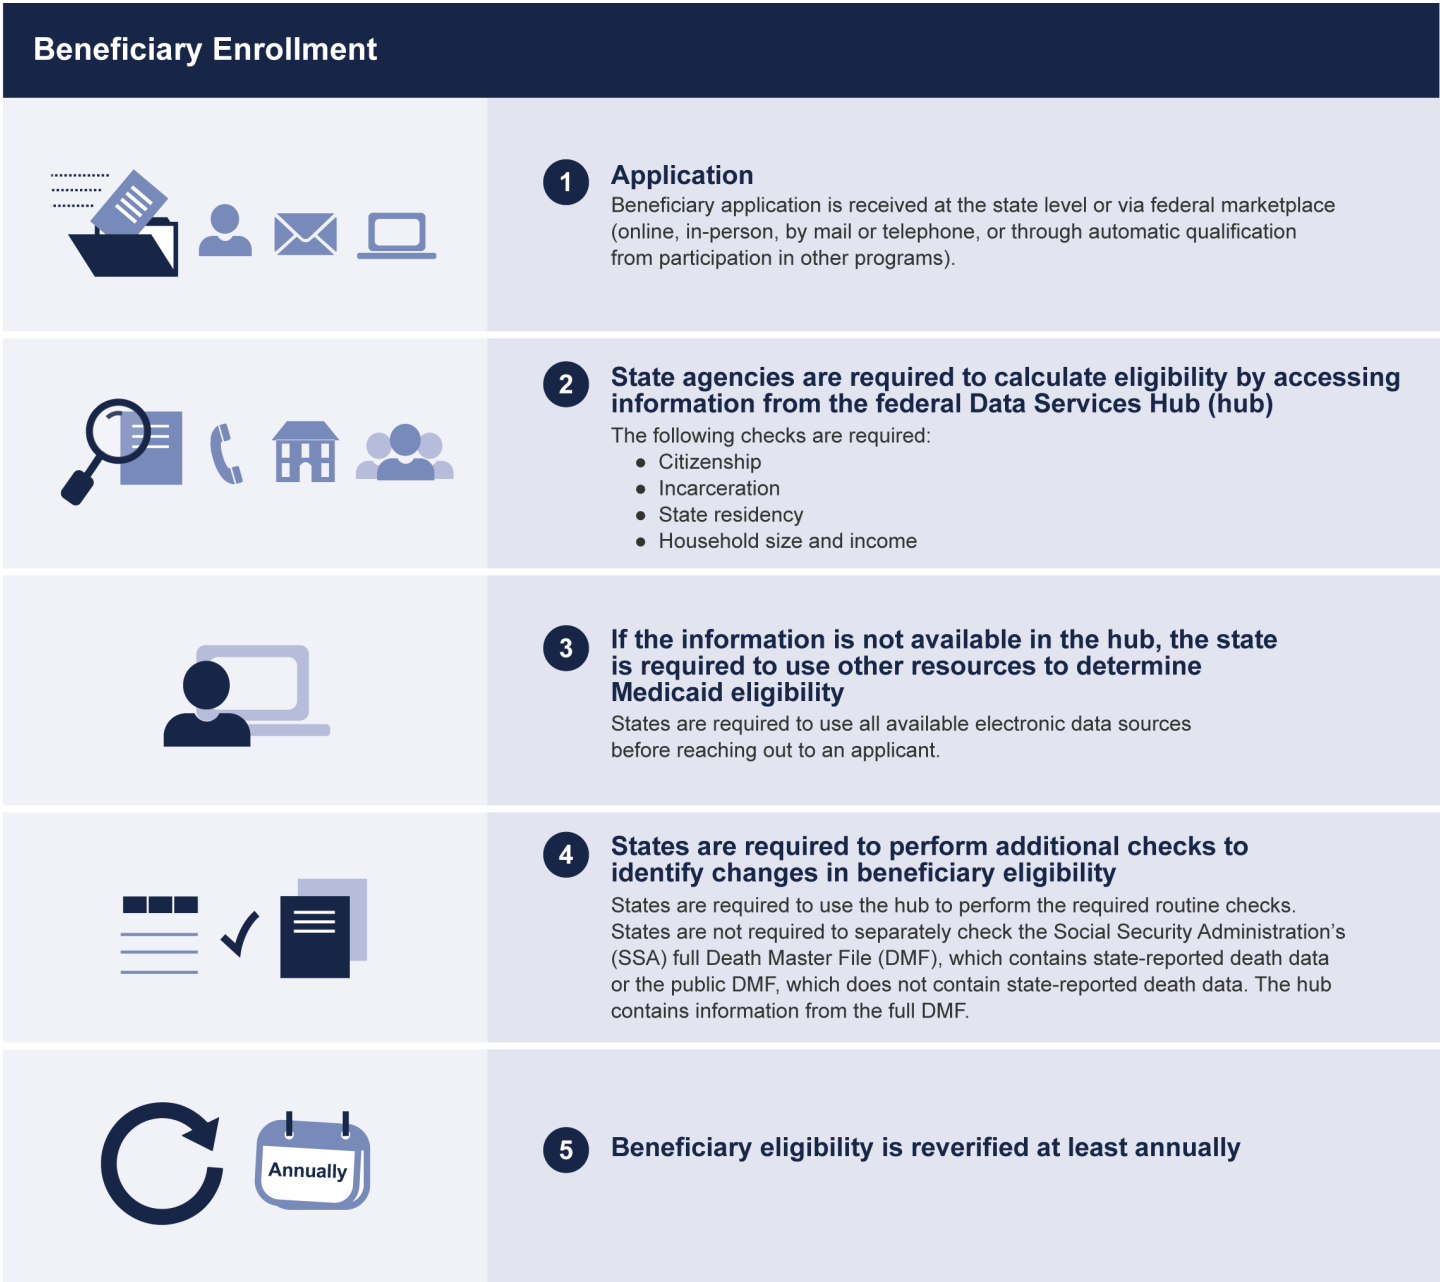 Beneficiary Enrollment
1
Application
Beneficiary application is received at the state level or via federal marketplace
(online, in-person, by mail or telephone, or through automatic qualification
from participation in other programs).
2
State agencies are required to calculate eligibility by accessing
information from the federal Data Services Hub (hub)
The following checks are required:
● Citizenship
● Incarceration
● State residency
● Household size and income
3
If the information is not available in the hub, the state
is required to use other resources to determine
Medicaid eligibility
States are required to use all available electronic data sources
before reaching out to an applicant.
4
States are required to perform additional checks to
identify changes in beneficiary eligibility
States are required to use the hub to perform the required routine checks.
States are not required to separately check the Social Security Administration’s
(SSA) full Death Master File (DMF), which contains state-reported death data
or the public DMF, which does not contain state-reported death data. The hub
contains information from the full DMF.
Annually
5
Beneficiary eligibility is reverified at least annually